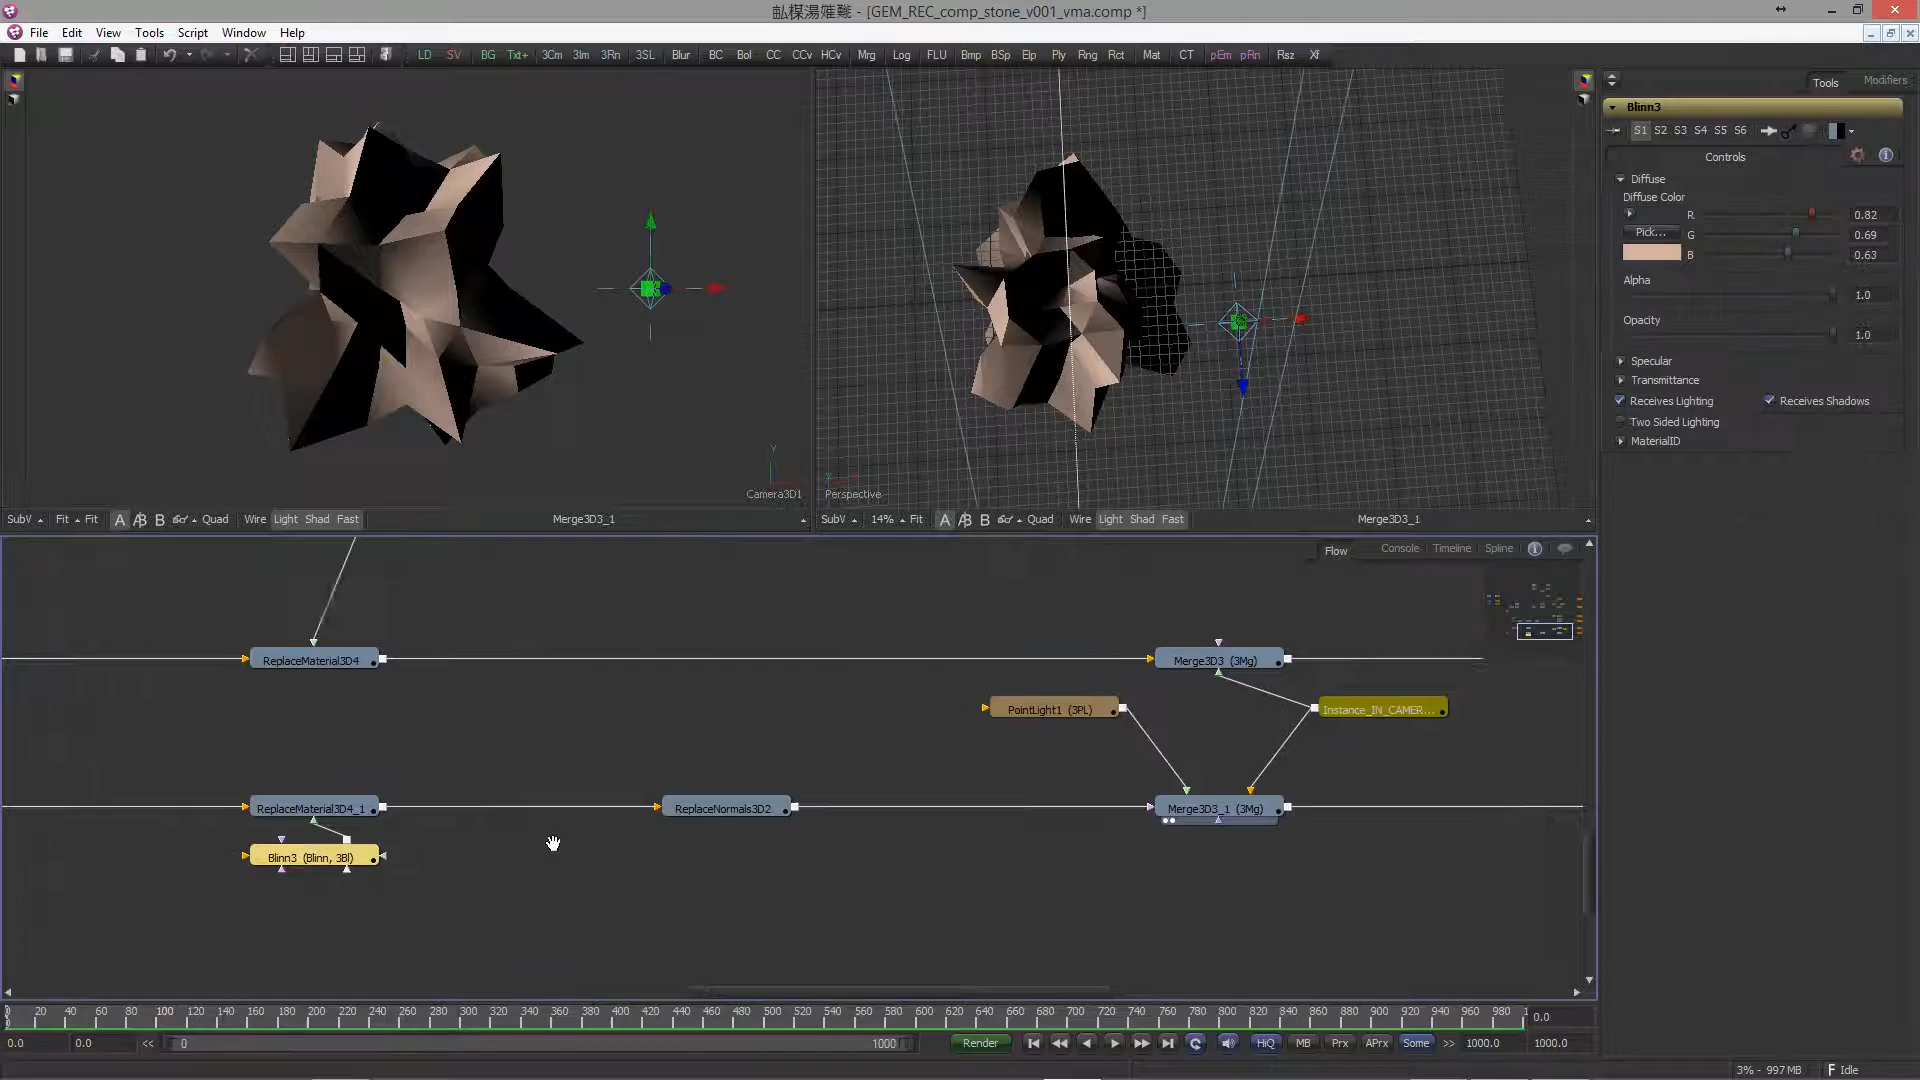 畆楳湯㷀䨻 - [GEM_REC_comp_stone_v001_vma.comp *]
File Edit View Tools Script Window Help
LD SV BG Txt+ 3Cm 3Im 3Rn 3SL Blur BC Bol CC CCv HCv Mrg Log FLU Bmp BSp Elp Ply Rng Rct Mat CT pEm pRn Rsz Xf
Tools Modifiers
Blinn3
S1 S2 S3 S4 S5 S6
Controls
Diffuse
Diffuse Color
R 0.82
Pick... G 0.69
B 0.63
Alpha
1.0
Opacity
1.0
Specular
Transmittance
Receives Lighting Receives Shadows
Two Sided Lighting
MaterialID
Y
Camera3D1 Perspective
SubV Fit Fit A B Quad Wire Light Shad Fast Merge3D3_1
SubV 14% Fit A B Quad Wire Light Shad Fast Merge3D3_1
Flow Console Timeline Spline
ReplaceMaterial3D4 Merge3D3 (3Mg)
PointLight1 (3PL) Instance_IN_CAMER...
ReplaceMaterial3D4_1 ReplaceNormals3D2 Merge3D3_1 (3Mg)
Blinn3 (Blinn, 3Bl)
0 20 40 60 80 100 120 140 160 180 200 220 240 260 280 300 320 340 360 380 400 420 440 460 480 500 520 540 560 580 600 620 640 660 680 700 720 740 760 780 800 820 840 860 880 900 920 940 960 980 0.0
0.0 0.0 << 0 1000 Render HiQ MB Prx APrx Some >> 1000.0 1000.0
3% - 997 MB Idle